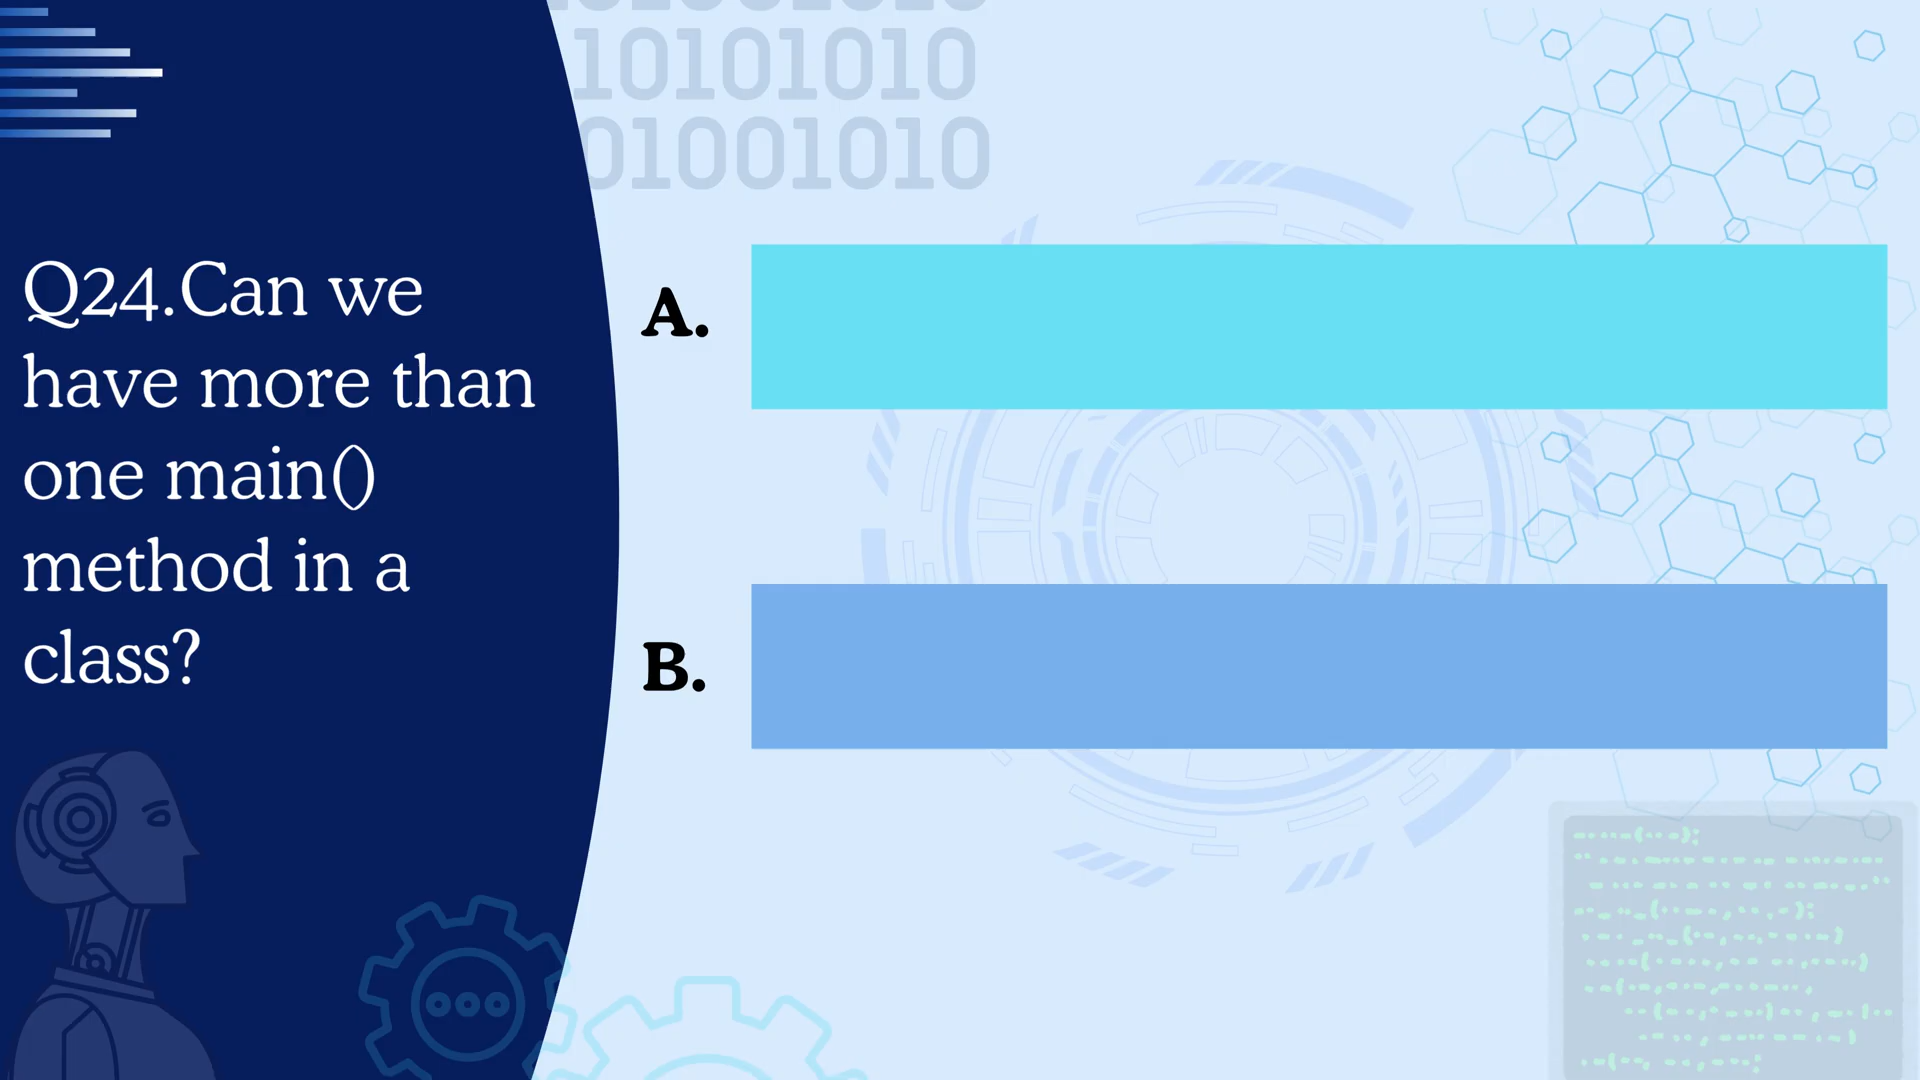 10101010
01001010
Q24.Can we
have more than
one main()
method in a
class?
A.
B.